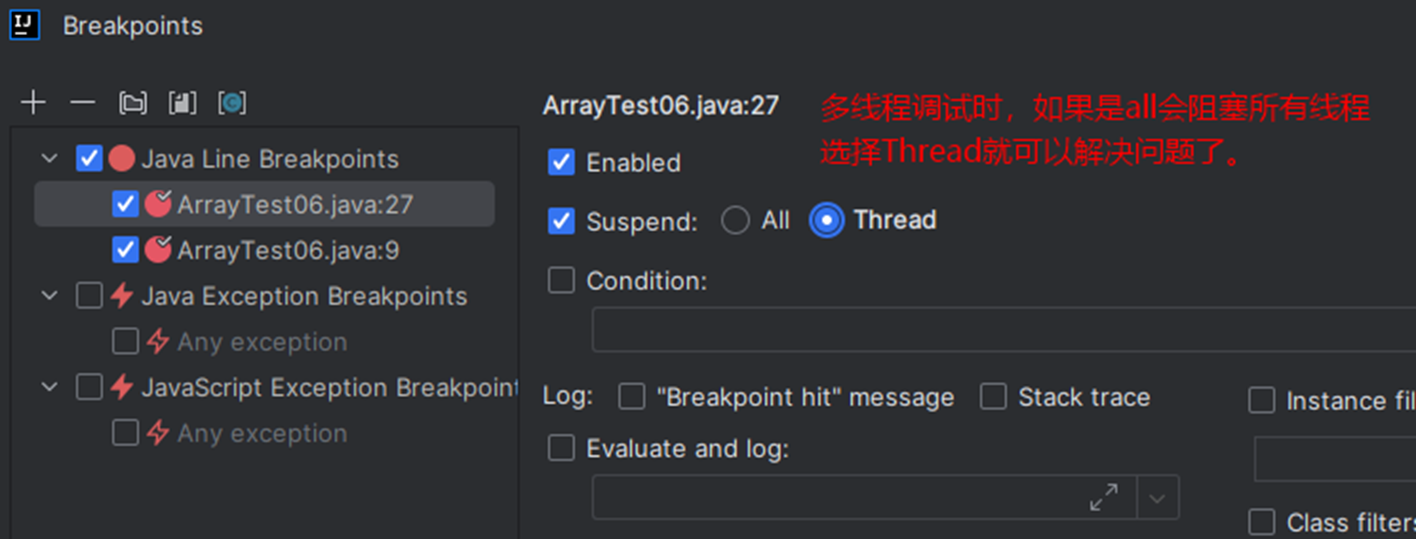 Breakpoints
ArrayTest06.java:27
多线程调试时，如果是all会阻塞所有线程
选择Thread就可以解决问题了。
Java Line Breakpoints
ArrayTest06.java:27
ArrayTest06.java:9
Java Exception Breakpoints
Any exception
JavaScript Exception Breakpoint
Any exception
Enabled
Suspend: All Thread
Condition:
Log: "Breakpoint hit" message Stack trace
Instance fil
Evaluate and log:
Class filters